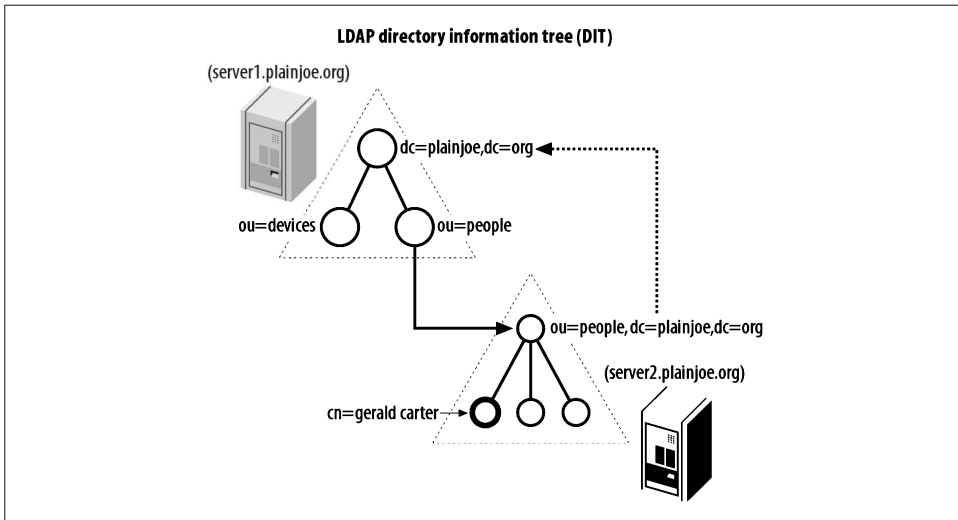 LDAP directory information tree (DIT)
(server1.plainjoe.org)
dc=plainjoe,dc=org
ou=devices
ou=people
ou=people, dc=plainjoe,dc=org
(server2.plainjoe.org)
cn=gerald carter